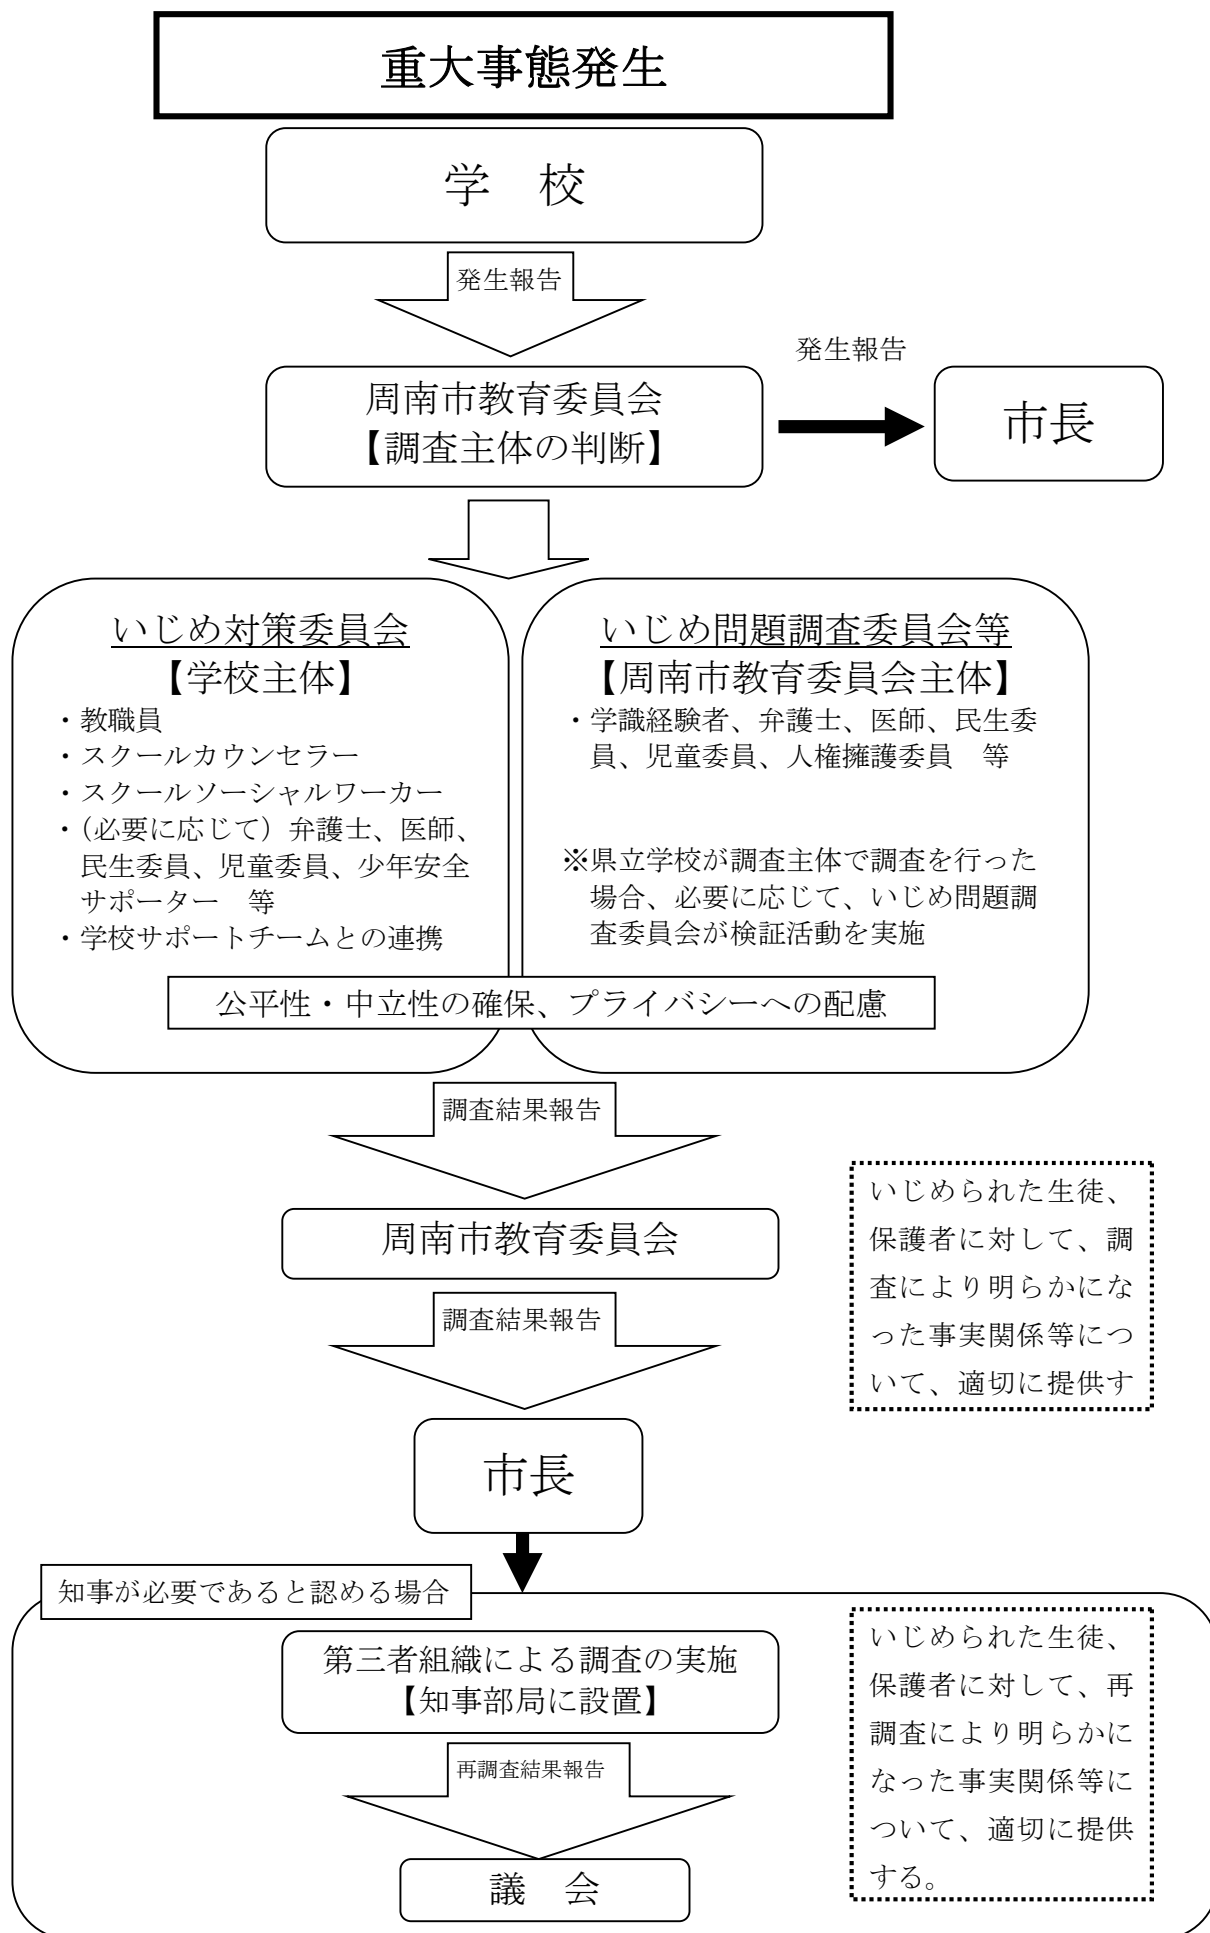 重大事態発生
学　校
発生報告
発生報告
周南市教育委員会
【調査主体の判断】
市長
いじめ対策委員会
【学校主体】
・教職員
・スクールカウンセラー
・スクールソーシャルワーカー
・（必要に応じて）弁護士、医師、
民生委員、児童委員、少年安全
サポーター　等
・学校サポートチームとの連携
いじめ問題調査委員会等
【周南市教育委員会主体】
・学識経験者、弁護士、医師、民生委
員、児童委員、人権擁護委員　等
※県立学校が調査主体で調査を行った
場合、必要に応じて、いじめ問題調
査委員会が検証活動を実施
公平性・中立性の確保、プライバシーへの配慮
調査結果報告
周南市教育委員会
調査結果報告
いじめられた生徒、
保護者に対して、調
査により明らかにな
った事実関係等につ
いて、適切に提供す
市長
知事が必要であると認める場合
第三者組織による調査の実施
【知事部局に設置】
再調査結果報告
議　会
いじめられた生徒、
保護者に対して、再
調査により明らかに
なった事実関係等に
ついて、適切に提供
する。